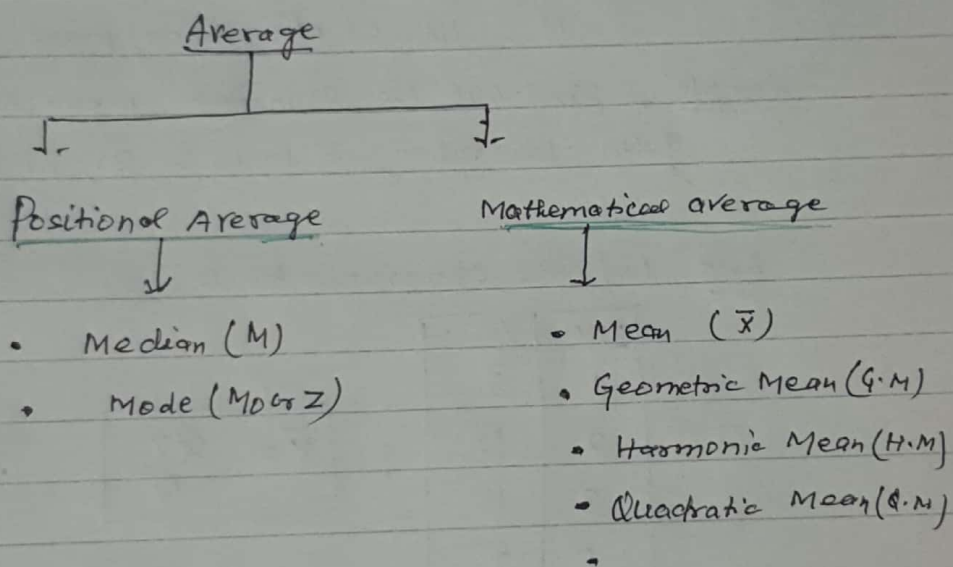 Average
Positional Average
Mathematical average
• Median (M)
• Mode (Mo or Z)
• Mean (X̅)
• Geometric Mean (G.M)
• Harmonic Mean (H.M)
• Quadratic Mean (Q.M)
•